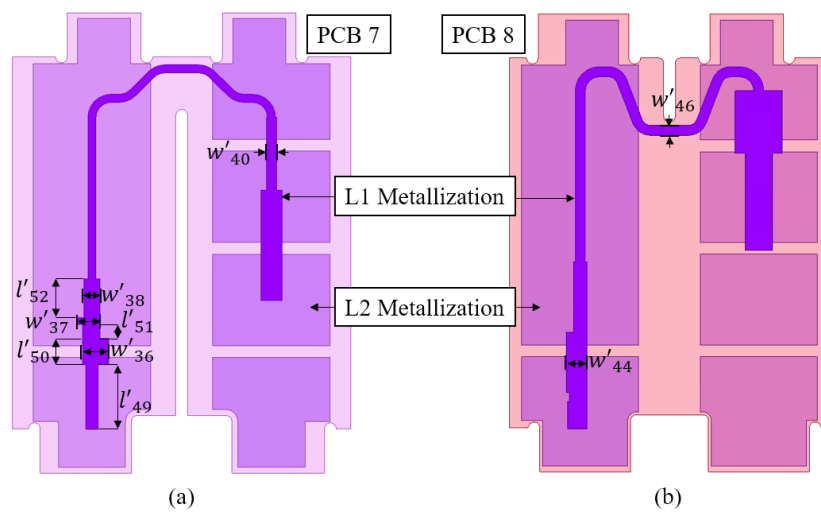 PCB 7
PCB 8
w′46
w′40
L1 Metallization
l′52
w′38
w′37
l′51
L2 Metallization
l′50
w′36
w′44
l′49
(a)
(b)